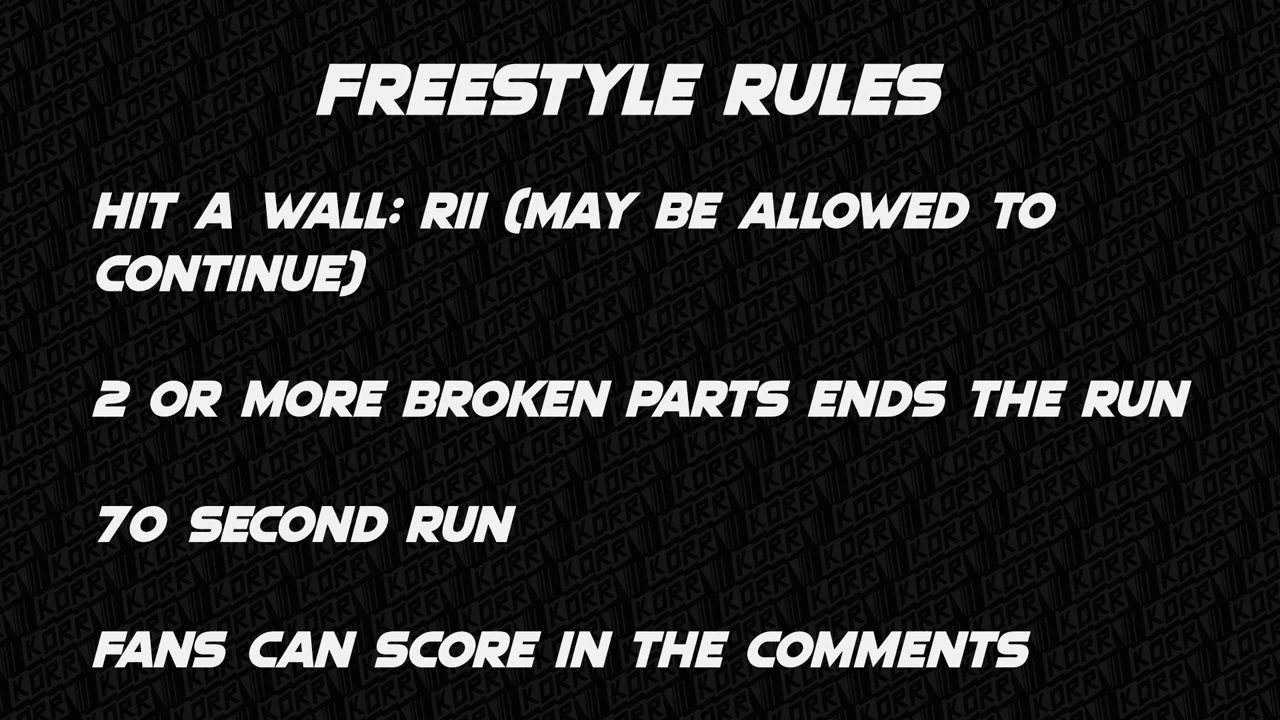 FREESTYLE RULES
HIT A WALL: RII (MAY BE ALLOWED TO
CONTINUE)
2 OR MORE BROKEN PARTS ENDS THE RUN
70 SECOND RUN
FANS CAN SCORE IN THE COMMENTS
KORR